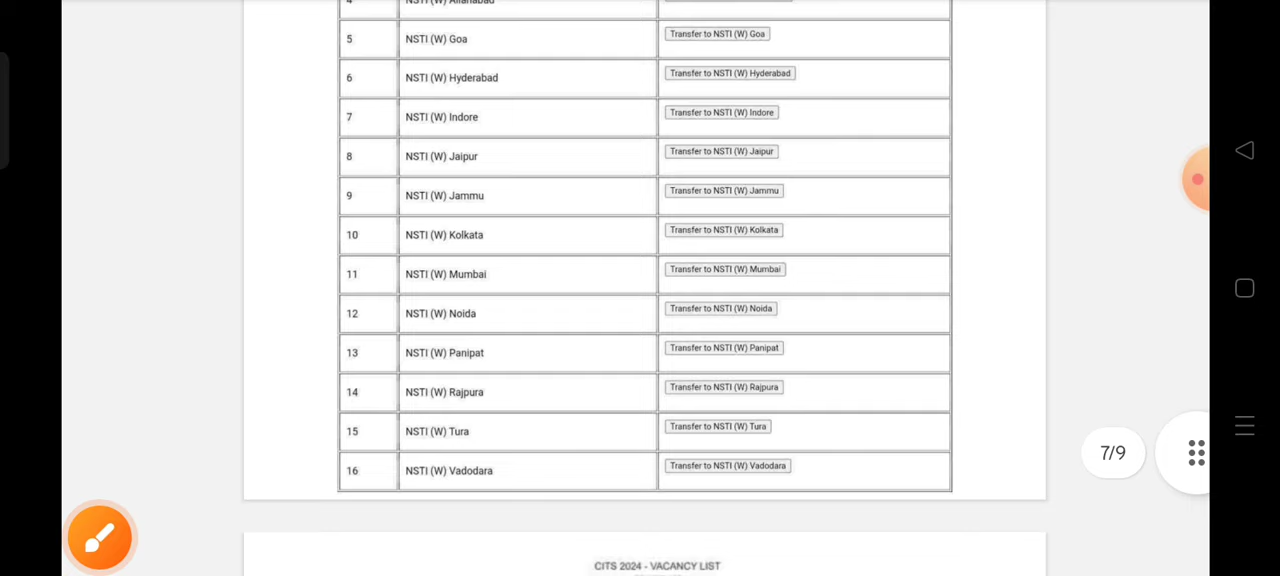 4 NSTI (W) Allahabad
5 NSTI (W) Goa Transfer to NSTI (W) Goa
6 NSTI (W) Hyderabad Transfer to NSTI (W) Hyderabad
7 NSTI (W) Indore Transfer to NSTI (W) Indore
8 NSTI (W) Jaipur Transfer to NSTI (W) Jaipur
9 NSTI (W) Jammu Transfer to NSTI (W) Jammu
10 NSTI (W) Kolkata Transfer to NSTI (W) Kolkata
11 NSTI (W) Mumbai Transfer to NSTI (W) Mumbai
12 NSTI (W) Noida Transfer to NSTI (W) Noida
13 NSTI (W) Panipat Transfer to NSTI (W) Panipat
14 NSTI (W) Rajpura Transfer to NSTI (W) Rajpura
15 NSTI (W) Tura Transfer to NSTI (W) Tura
16 NSTI (W) Vadodara Transfer to NSTI (W) Vadodara
7/9
CITS 2024 - VACANCY LIST